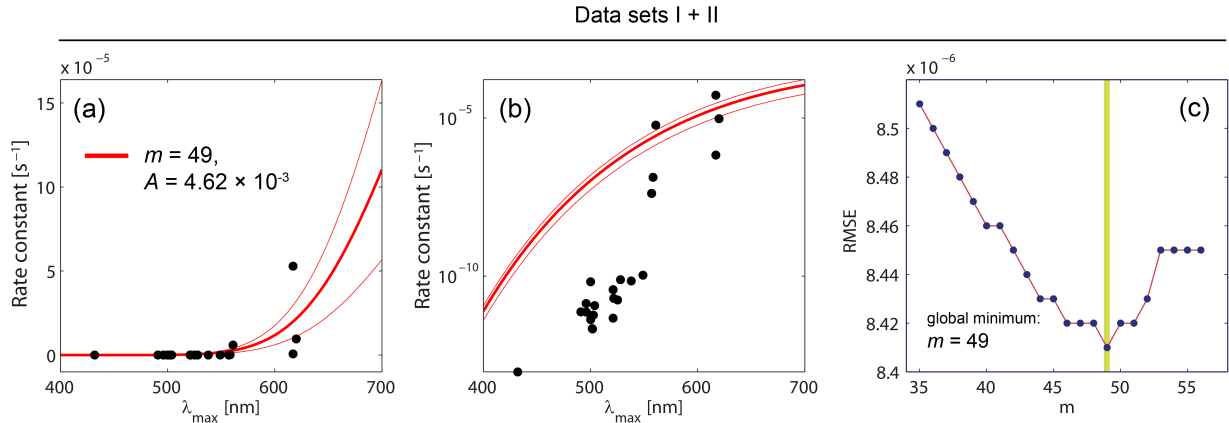 Data sets I + II
x 10⁻⁵
(a)
m = 49,
A = 4.62 × 10⁻³
Rate constant [s⁻¹]
15
10
5
0
400
500
600
700
λmax [nm]
(b)
Rate constant [s⁻¹]
10⁻⁵
10⁻¹⁰
400
500
600
700
λmax [nm]
x 10⁻⁶
(c)
RMSE
8.5
8.48
8.46
8.44
8.42
8.4
global minimum:
m = 49
35
40
45
50
55
m